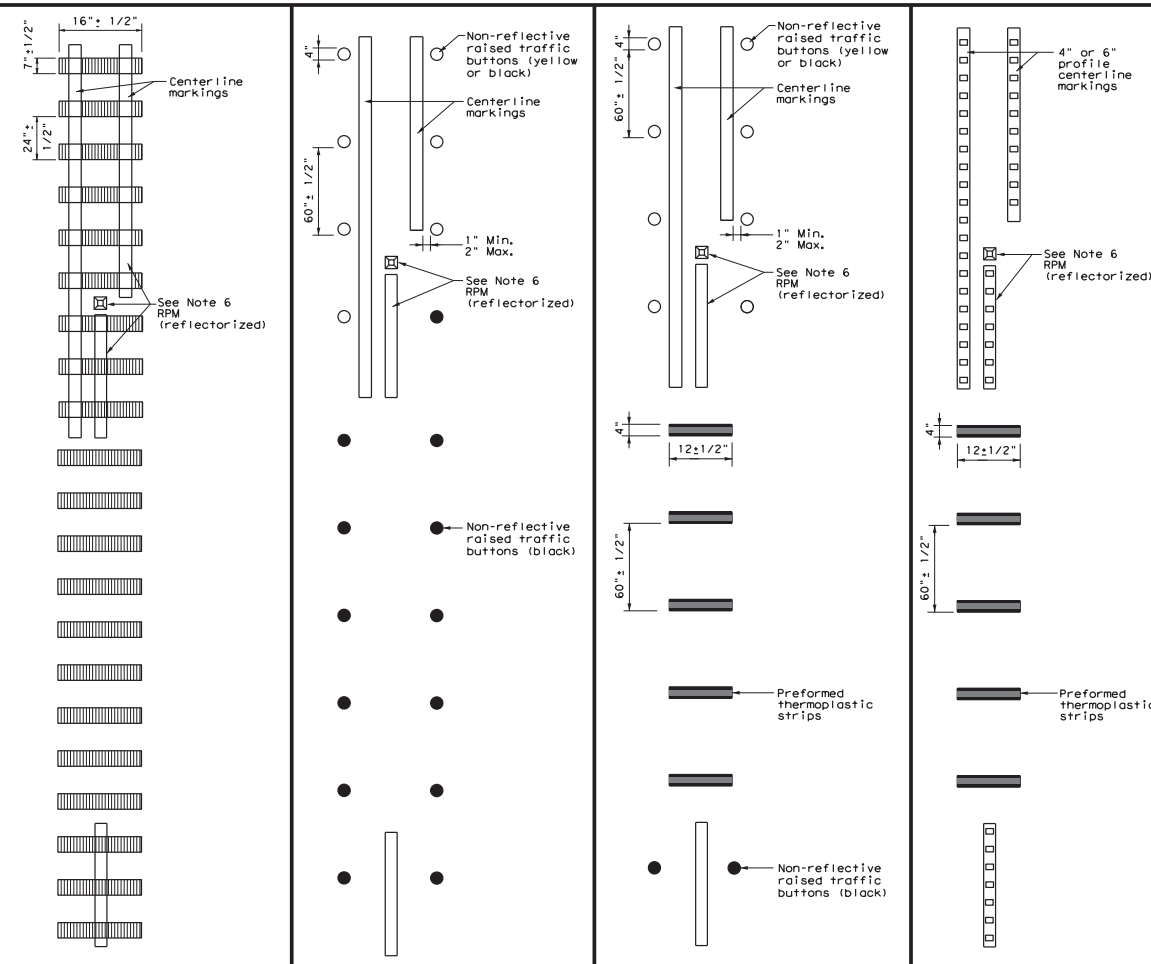 16"± 1/2"
7"±1/2"
Centerline
markings
24"±
1/2"
See Note 6
RPM
(reflectorized)
4"
Non-reflective
raised traffic
buttons (yellow
or black)
Centerline
markings
60"± 1/2"
1" Min.
2" Max.
See Note 6
RPM
(reflectorized)
Non-reflective
raised traffic
buttons (black)
4"
60"± 1/2"
Non-reflective
raised traffic
buttons (yellow
or black)
Centerline
markings
1" Min.
2" Max.
See Note 6
RPM
(reflectorized)
4"
12±1/2"
60"± 1/2"
Preformed
thermoplastic
strips
Non-reflective
raised traffic
buttons (black)
4" or 6"
profile
centerline
markings
See Note 6
RPM
(reflectorized)
4"
12±1/2"
60"± 1/2"
Preformed
thermoplastic
strips